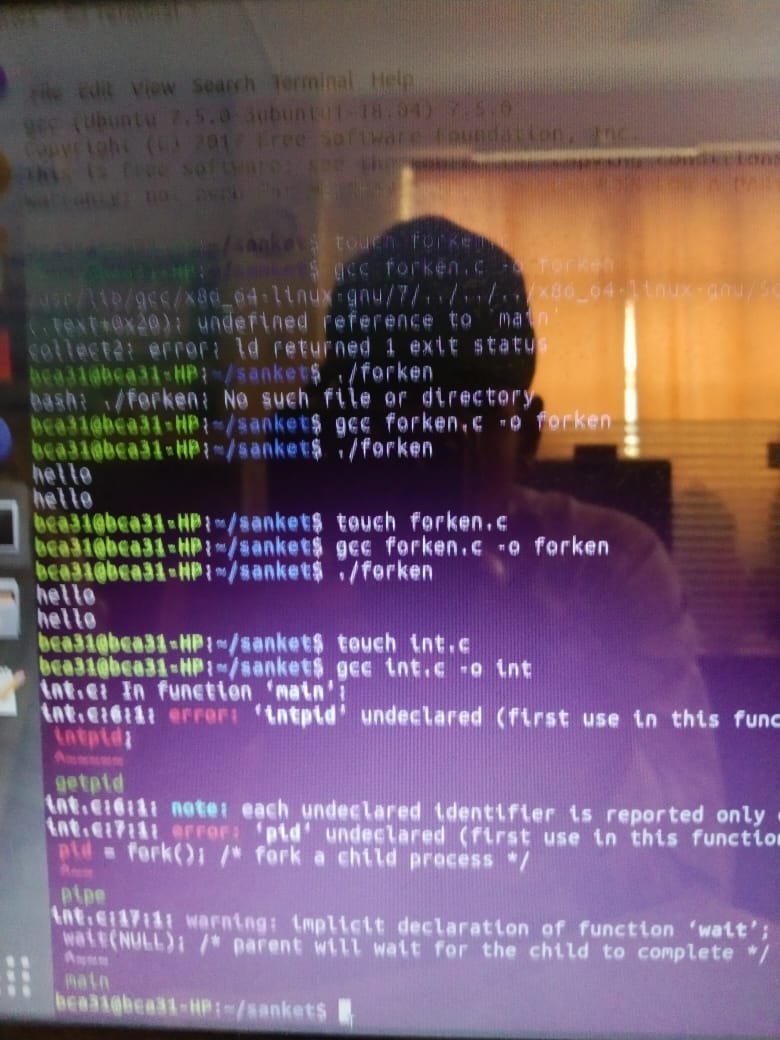 File Edit View Search Terminal Help
gcc (Ubuntu 7.5.0-3ubuntu1~18.04) 7.5.0
Copyright (C) 2017 Free Software Foundation, Inc.
This is free software; see the copying conditions
warranty; not even for
~/sanket$ touch forken
~/sanket$ gcc forken.c -o forken
/usr/lib/gcc/x86_64-linux-gnu/7/../../../x86_64-linux-gnu/Sc
(.text+0x20): undefined reference to `main'
collect2: error: ld returned 1 exit status
bca31@bca31-HP:~/sanket$ ./forken
bash: ./forken: No such file or directory
bca31@bca31-HP:~/sanket$ gcc forken.c -o forken
bca31@bca31-HP:~/sanket$ ./forken
hello
hello
bca31@bca31-HP:~/sanket$ touch forken.c
bca31@bca31-HP:~/sanket$ gcc forken.c -o forken
bca31@bca31-HP:~/sanket$ ./forken
hello
hello
bca31@bca31-HP:~/sanket$ touch int.c
bca31@bca31-HP:~/sanket$ gcc int.c -o int
int.c: In function ‘main’:
int.c:6:1: error: ‘intpid’ undeclared (first use in this func
intpid;
^~~~~~
getpid
int.c:6:1: note: each undeclared identifier is reported only
int.c:7:1: error: ‘pid’ undeclared (first use in this function
pid = fork(); /* fork a child process */
^~~
pipe
int.c:17:1: warning: implicit declaration of function ‘wait’;
wait(NULL); /* parent will wait for the child to complete */
^~~~
main
bca31@bca31-HP:~/sanket$